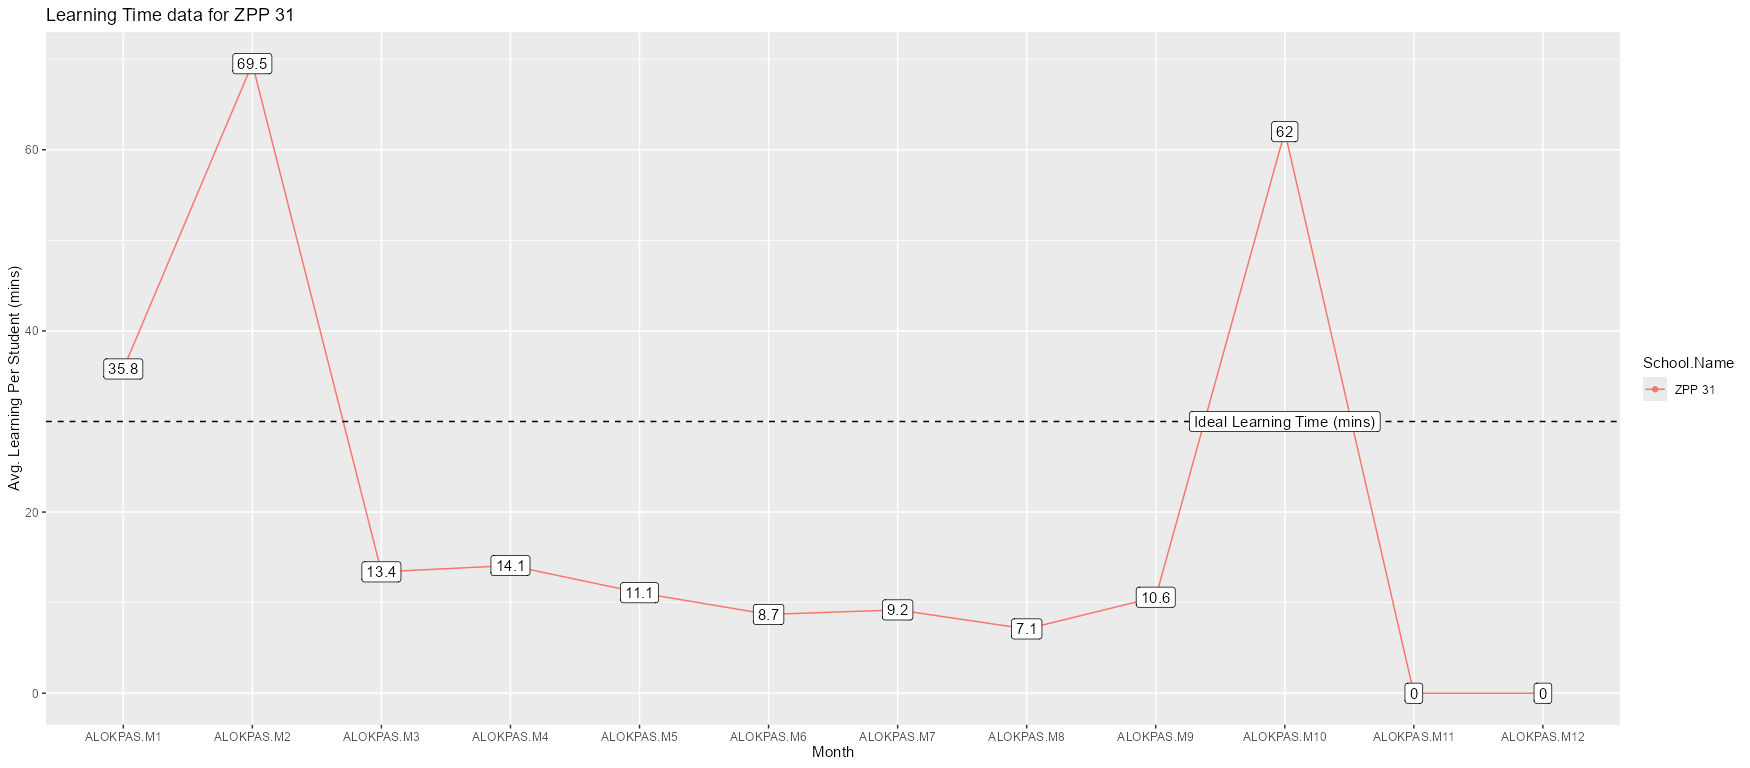 Learning Time data for ZPP 31
Avg. Learning Per Student (mins)
60
40
20
0
35.8
69.5
13.4
14.1
11.1
8.7
9.2
7.1
10.6
62
0
0
Ideal Learning Time (mins)
ALOKPAS.M1
ALOKPAS.M2
ALOKPAS.M3
ALOKPAS.M4
ALOKPAS.M5
ALOKPAS.M6
ALOKPAS.M7
ALOKPAS.M8
ALOKPAS.M9
ALOKPAS.M10
ALOKPAS.M11
ALOKPAS.M12
Month
School.Name
ZPP 31